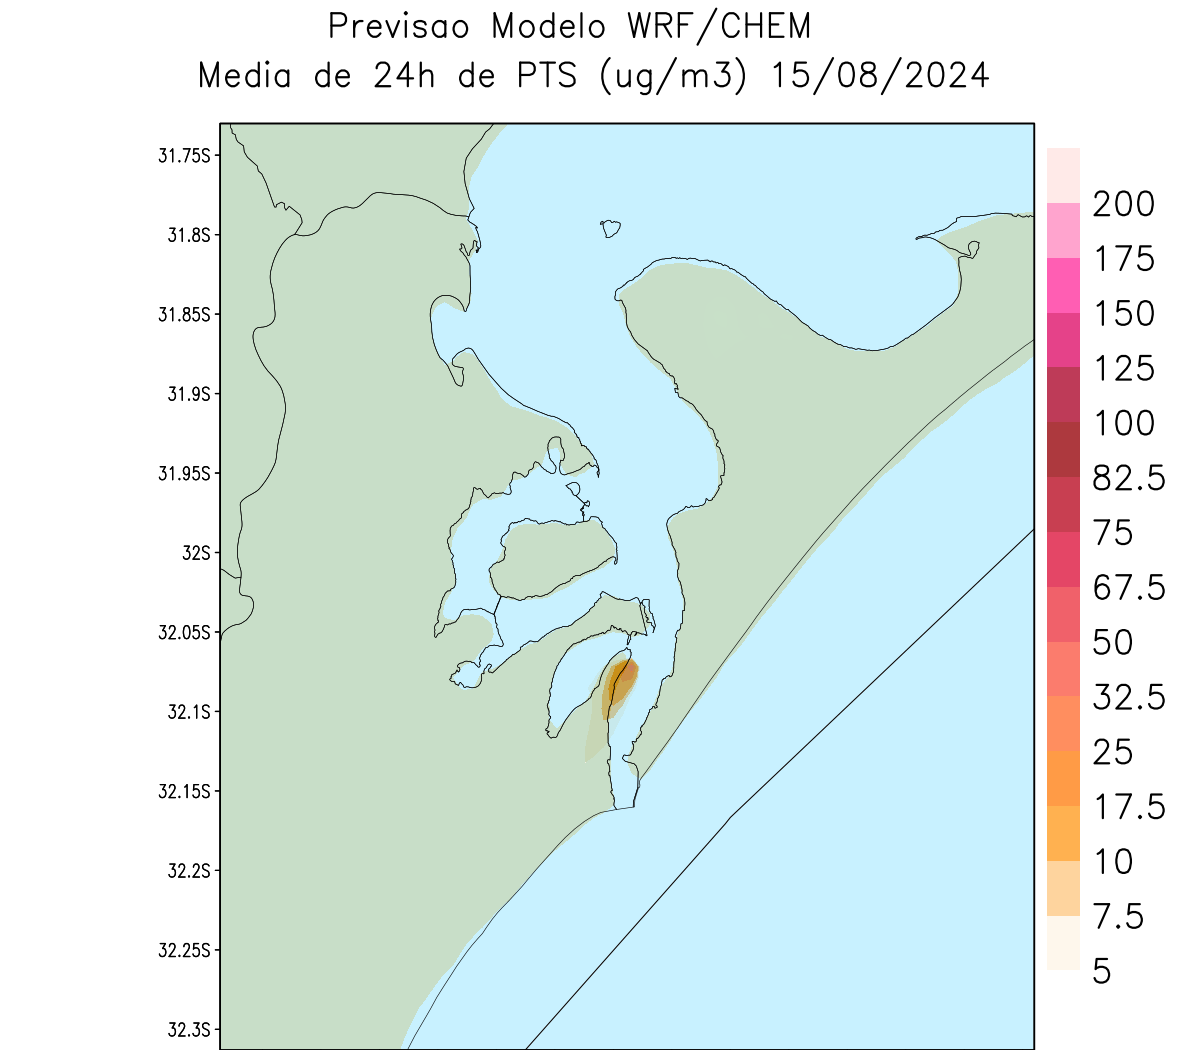 Previsao Modelo WRF/CHEM
Media de 24h de PTS (ug/m3) 15/08/2024
31.75S
31.8S
31.85S
31.9S
31.95S
32S
32.05S
32.1S
32.15S
32.2S
32.25S
32.3S
200
175
150
125
100
82.5
75
67.5
50
32.5
25
17.5
10
7.5
5